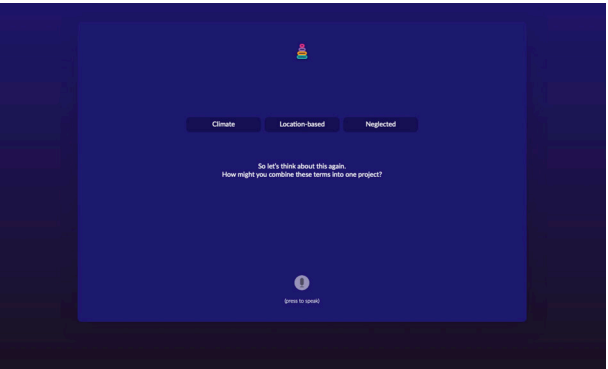 Climate
Location-based
Neglected
So let's think about this again.
How might you combine these terms into one project?
(press to speak)